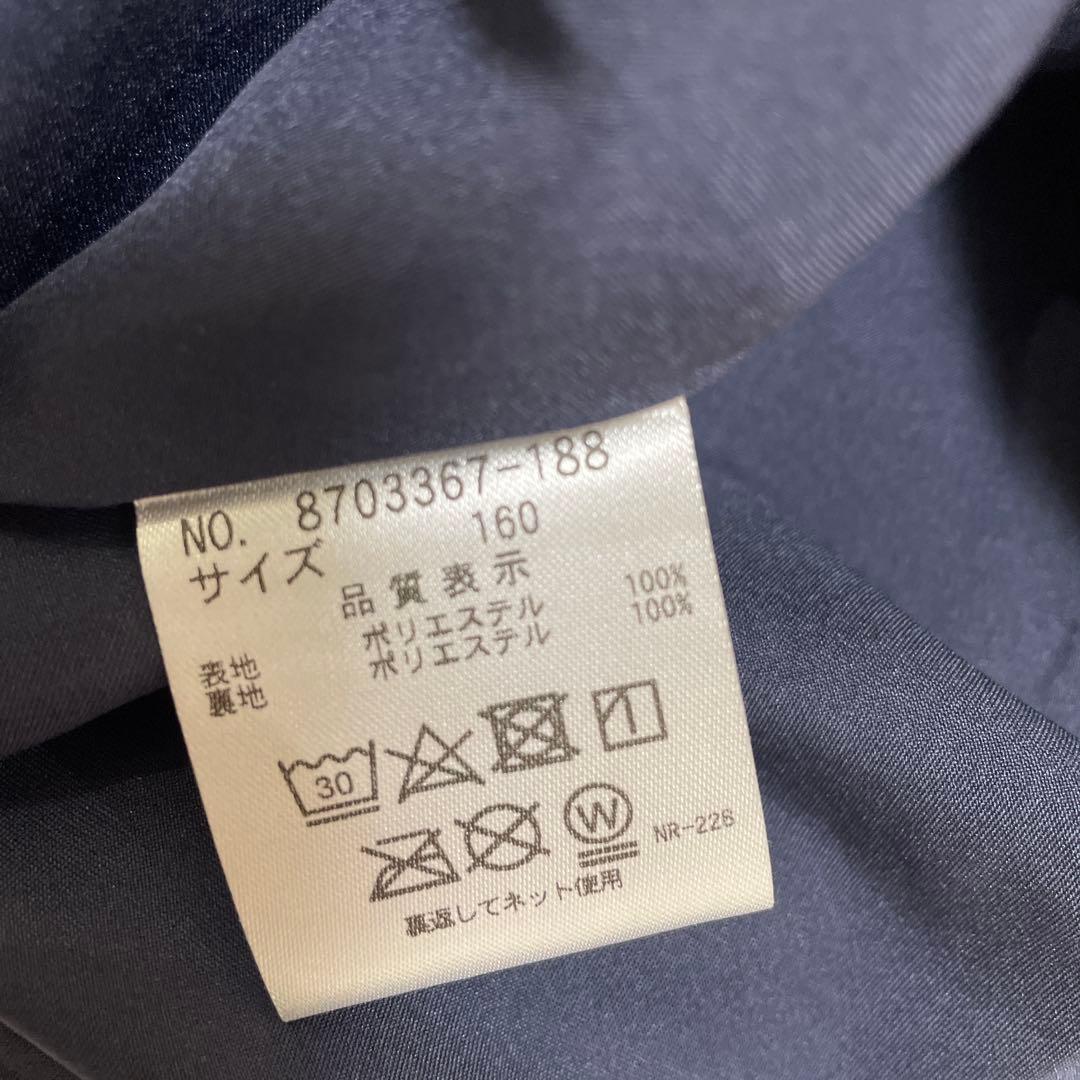 NO. 8703367-188
サイズ 160
品質表示
表地 ポリエステル 100%
裏地 ポリエステル 100%
30
W NR-226
裏返してネット使用